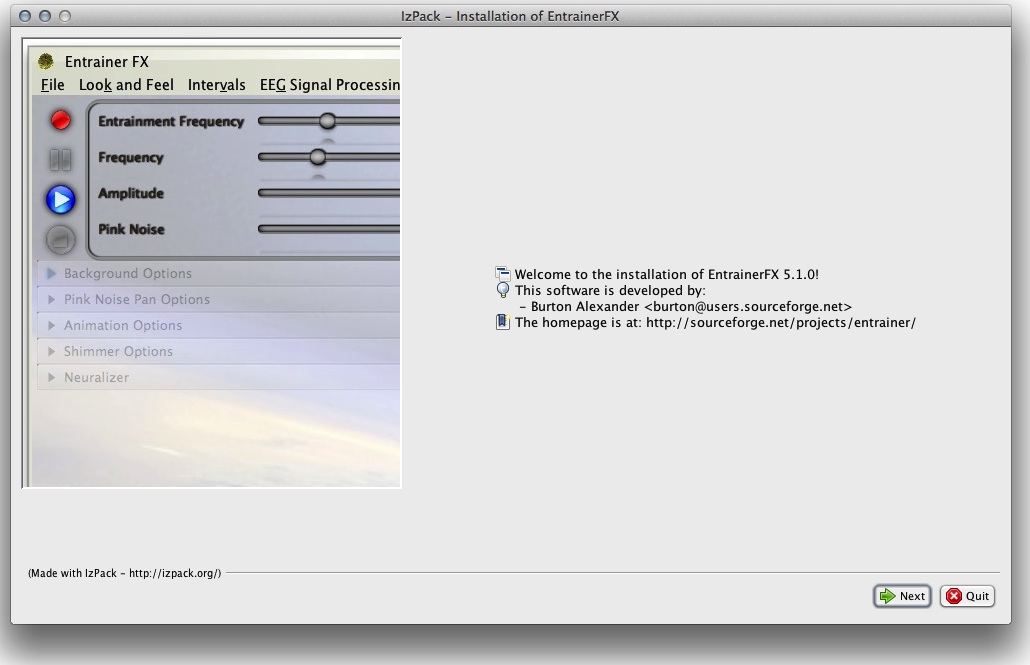 IzPack - Installation of EntrainerFX
Entrainer FX
File Look and Feel Intervals EEG Signal Processin
Entrainment Frequency
Frequency
Amplitude
Pink Noise
Background Options
Pink Noise Pan Options
Animation Options
Shimmer Options
Neuralizer
Welcome to the installation of EntrainerFX 5.1.0!
This software is developed by:
- Burton Alexander <burton@users.sourceforge.net>
The homepage is at: http://sourceforge.net/projects/entrainer/
(Made with IzPack - http://izpack.org/)
Next Quit